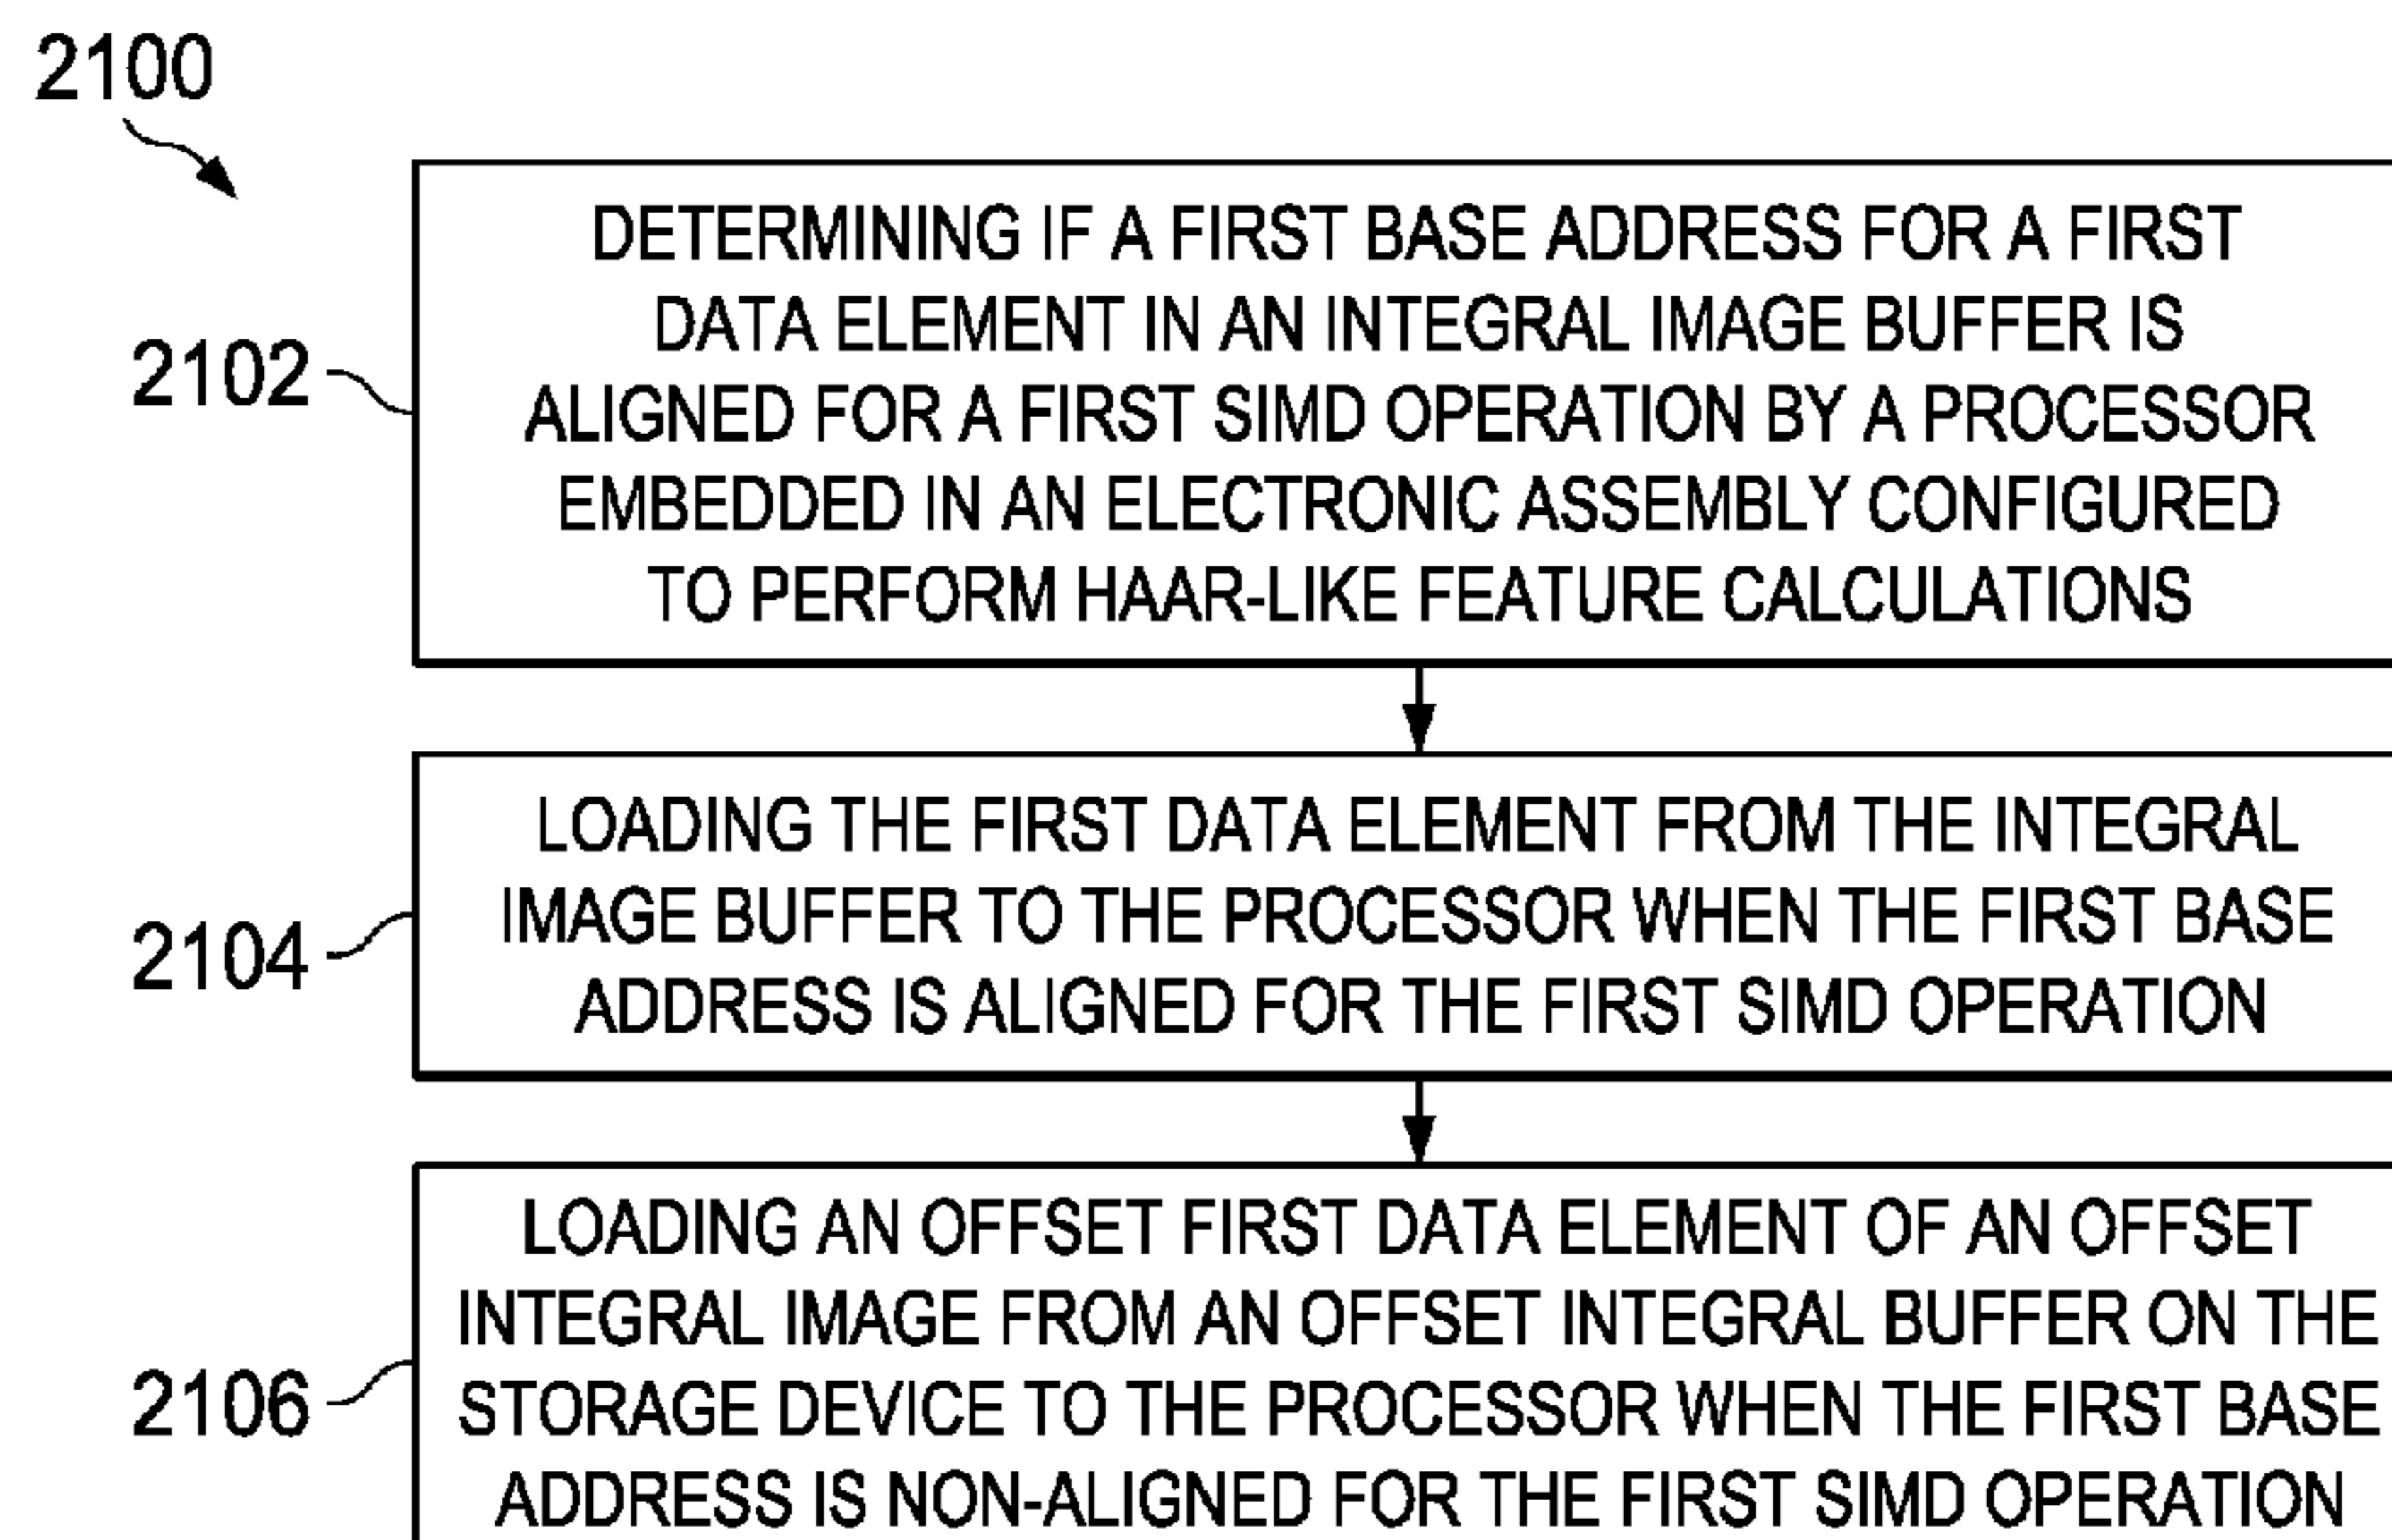 2100
2102
DETERMINING IF A FIRST BASE ADDRESS FOR A FIRST
DATA ELEMENT IN AN INTEGRAL IMAGE BUFFER IS
ALIGNED FOR A FIRST SIMD OPERATION BY A PROCESSOR
EMBEDDED IN AN ELECTRONIC ASSEMBLY CONFIGURED
TO PERFORM HAAR-LIKE FEATURE CALCULATIONS
2104
LOADING THE FIRST DATA ELEMENT FROM THE INTEGRAL
IMAGE BUFFER TO THE PROCESSOR WHEN THE FIRST BASE
ADDRESS IS ALIGNED FOR THE FIRST SIMD OPERATION
2106
LOADING AN OFFSET FIRST DATA ELEMENT OF AN OFFSET
INTEGRAL IMAGE FROM AN OFFSET INTEGRAL BUFFER ON THE
STORAGE DEVICE TO THE PROCESSOR WHEN THE FIRST BASE
ADDRESS IS NON-ALIGNED FOR THE FIRST SIMD OPERATION